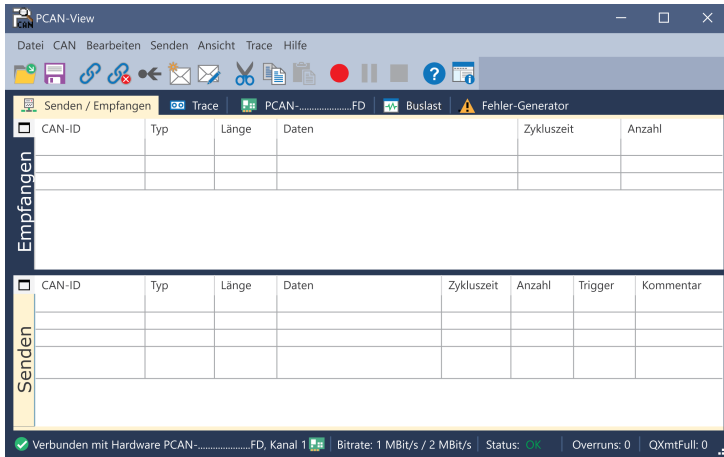 PCAN PCAN-View
Datei CAN Bearbeiten Senden Ansicht Trace Hilfe
Senden / Empfangen Trace PCAN-.....................FD Buslast Fehler-Generator
Empfangen
CAN-ID Typ Länge Daten Zykluszeit Anzahl
Senden
CAN-ID Typ Länge Daten Zykluszeit Anzahl Trigger Kommentar
Verbunden mit Hardware PCAN-.....................FD, Kanal 1 Bitrate: 1 MBit/s / 2 MBit/s Status: OK Overruns: 0 QXmtFull: 0